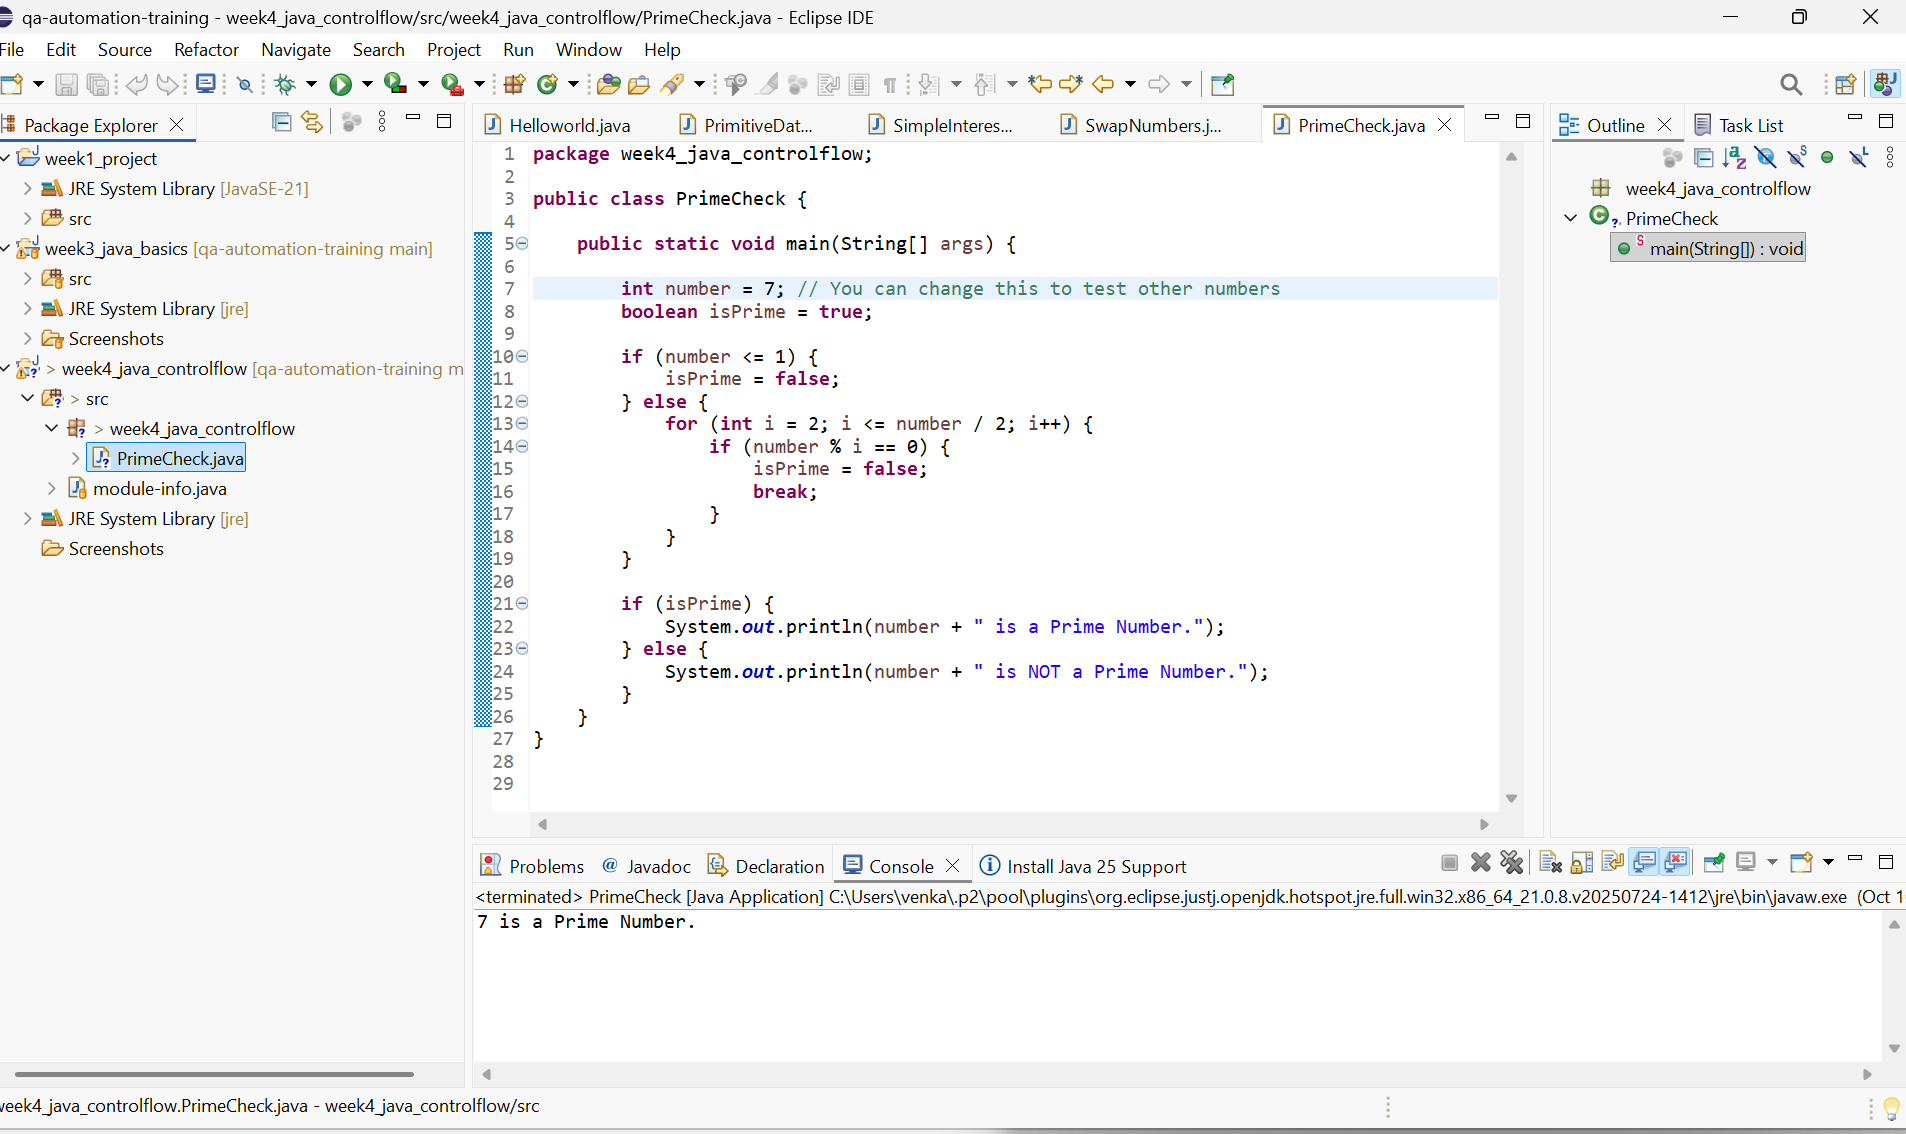 qa-automation-training - week4_java_controlflow/src/week4_java_controlflow/PrimeCheck.java - Eclipse IDE
File Edit Source Refactor Navigate Search Project Run Window Help
Package Explorer
week1_project
JRE System Library [JavaSE-21]
src
week3_java_basics [qa-automation-training main]
src
JRE System Library [jre]
Screenshots
> week4_java_controlflow [qa-automation-training m
> src
> week4_java_controlflow
PrimeCheck.java
module-info.java
JRE System Library [jre]
Screenshots
Helloworld.java PrimitiveDat... SimpleInteres... SwapNumbers.j... PrimeCheck.java
1 package week4_java_controlflow;
2
3 public class PrimeCheck {
4
5 public static void main(String[] args) {
6
7 int number = 7; // You can change this to test other numbers
8 boolean isPrime = true;
9
10 if (number <= 1) {
11 isPrime = false;
12 } else {
13 for (int i = 2; i <= number / 2; i++) {
14 if (number % i == 0) {
15 isPrime = false;
16 break;
17 }
18 }
19 }
20
21 if (isPrime) {
22 System.out.println(number + " is a Prime Number.");
23 } else {
24 System.out.println(number + " is NOT a Prime Number.");
25 }
26 }
27 }
28
29
Outline Task List
week4_java_controlflow
PrimeCheck
main(String[]) : void
Problems Javadoc Declaration Console Install Java 25 Support
<terminated> PrimeCheck [Java Application] C:\Users\venka\.p2\pool\plugins\org.eclipse.justj.openjdk.hotspot.jre.full.win32.x86_64_21.0.8.v20250724-1412\jre\bin\javaw.exe (Oct 1
7 is a Prime Number.
week4_java_controlflow.PrimeCheck.java - week4_java_controlflow/src